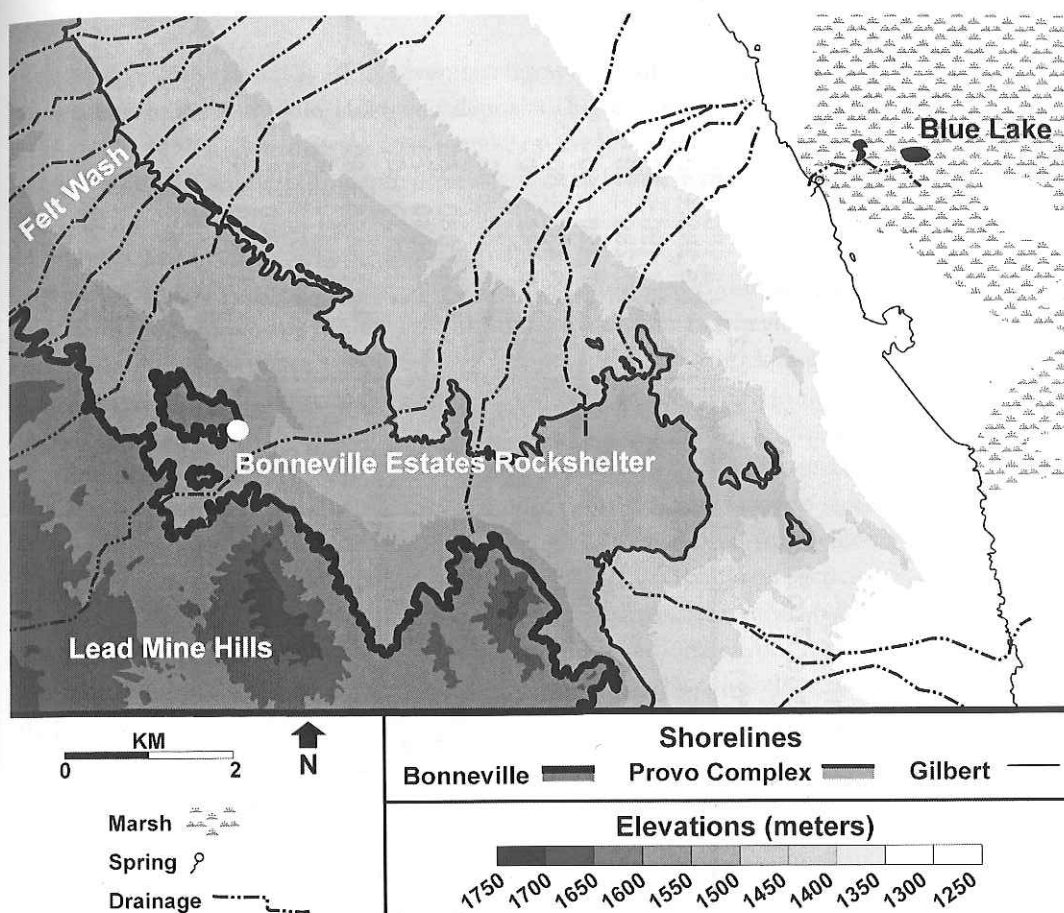 Blue Lake
Felt Wash
Bonneville Estates Rockshelter
Lead Mine Hills
KM
0 2
N
Marsh
Spring
Drainage
Shorelines
Bonneville Provo Complex Gilbert
Elevations (meters)
1750 1700 1650 1600 1550 1500 1450 1400 1350 1300 1250